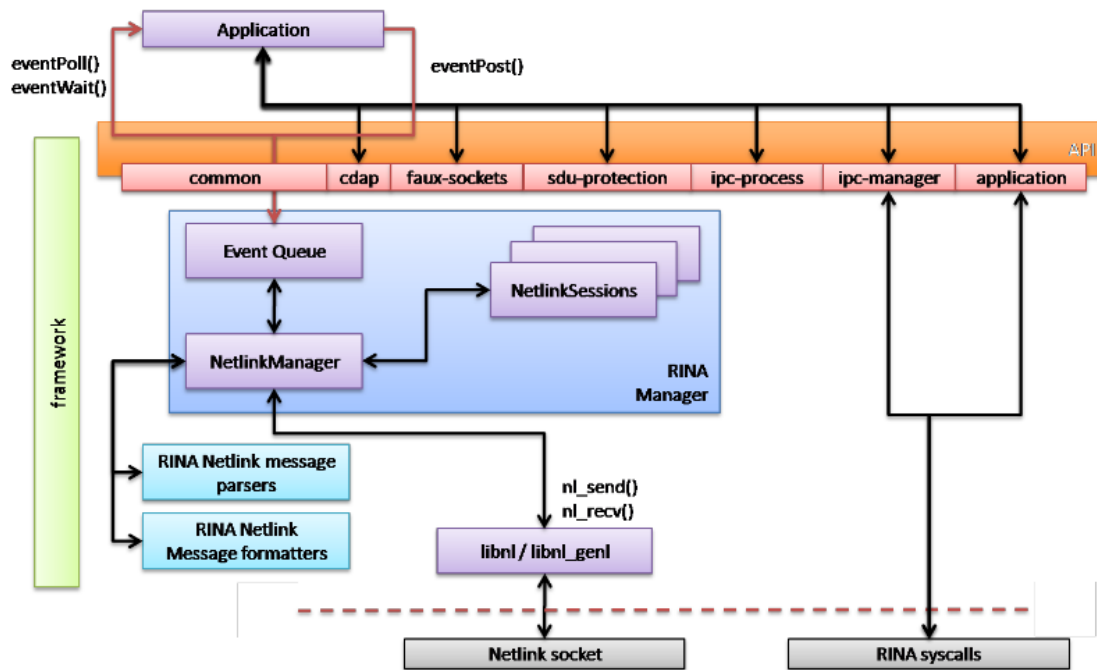 Application
eventPoll()
eventWait()
eventPost()
API
common
cdap
faux-sockets
sdu-protection
ipc-process
ipc-manager
application
framework
Event Queue
NetlinkSessions
NetlinkManager
RINA
Manager
RINA Netlink message
parsers
RINA Netlink
Message formatters
nl_send()
nl_recv()
libnl / libnl_genl
Netlink socket
RINA syscalls